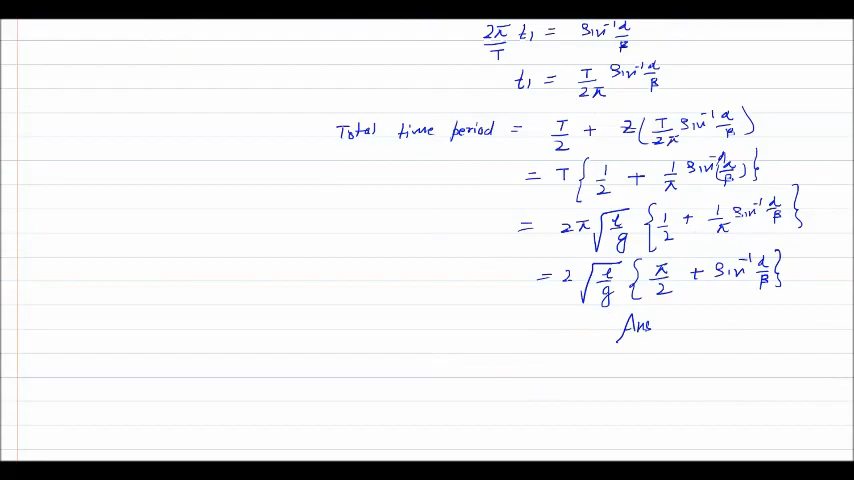 2π/T t₁ = Sin⁻¹ α/β
t₁ = T/2π Sin⁻¹ α/β
Total time period = T/2 + 2(T/2π Sin⁻¹ α/β)
= T{1/2 + 1/π Sin⁻¹(α/β)}
= 2π√(l/g) {1/2 + 1/π Sin⁻¹ α/β}
= 2√(l/g) {π/2 + Sin⁻¹ α/β}
Ans